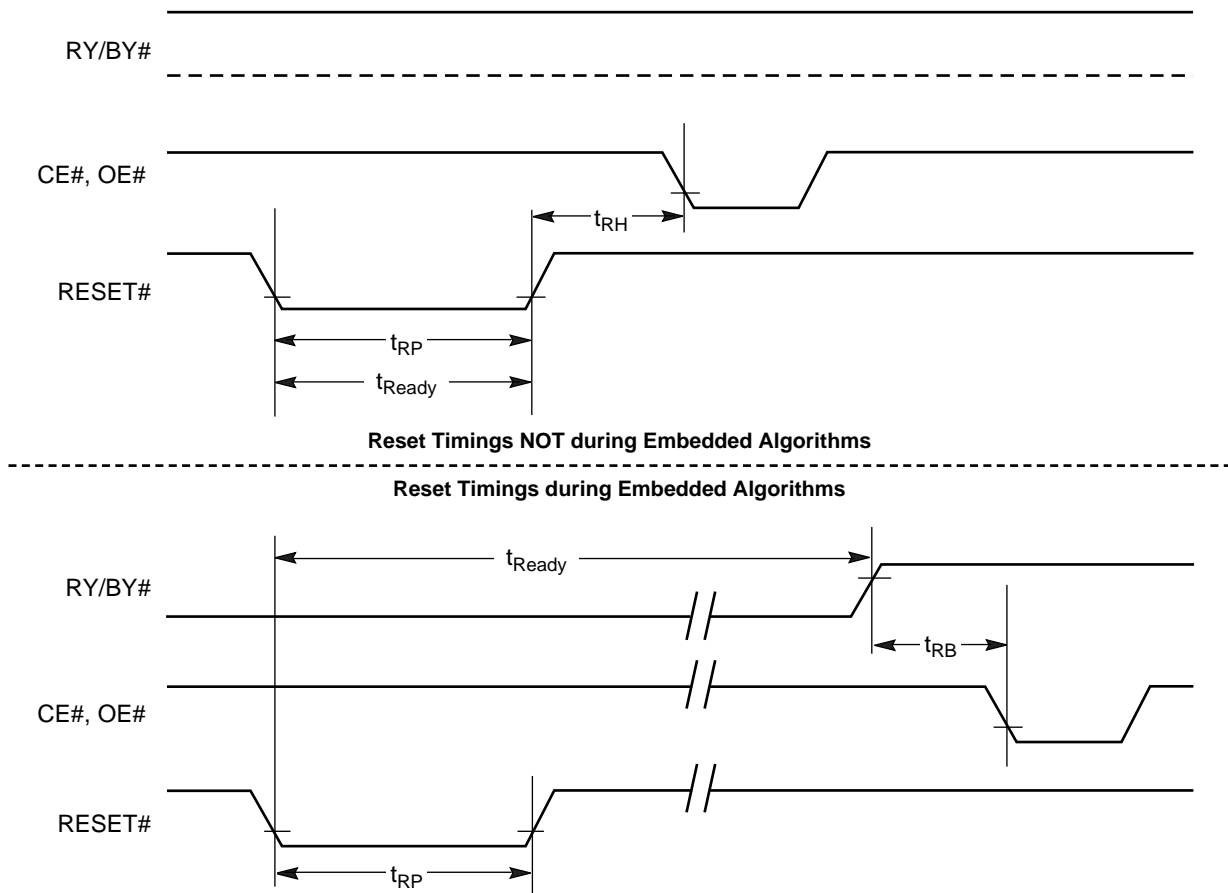 RY/BY#
CE#, OE#
tRH
RESET#
tRP
tReady
Reset Timings NOT during Embedded Algorithms
Reset Timings during Embedded Algorithms
tReady
RY/BY#
tRB
CE#, OE#
RESET#
tRP